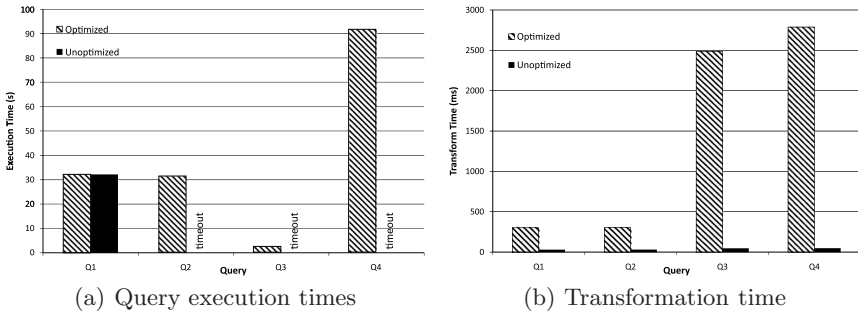 100
90
80
70
60
50
40
30
20
10
0
Execution Time (s)
Optimized
Unoptimized
timeout
timeout
timeout
Q1
Q2
Q3
Q4
Query
(a) Query execution times
3000
2500
2000
1500
1000
500
0
Transform Time (ms)
Optimized
Unoptimized
Q1
Q2
Q3
Q4
Query
(b) Transformation time